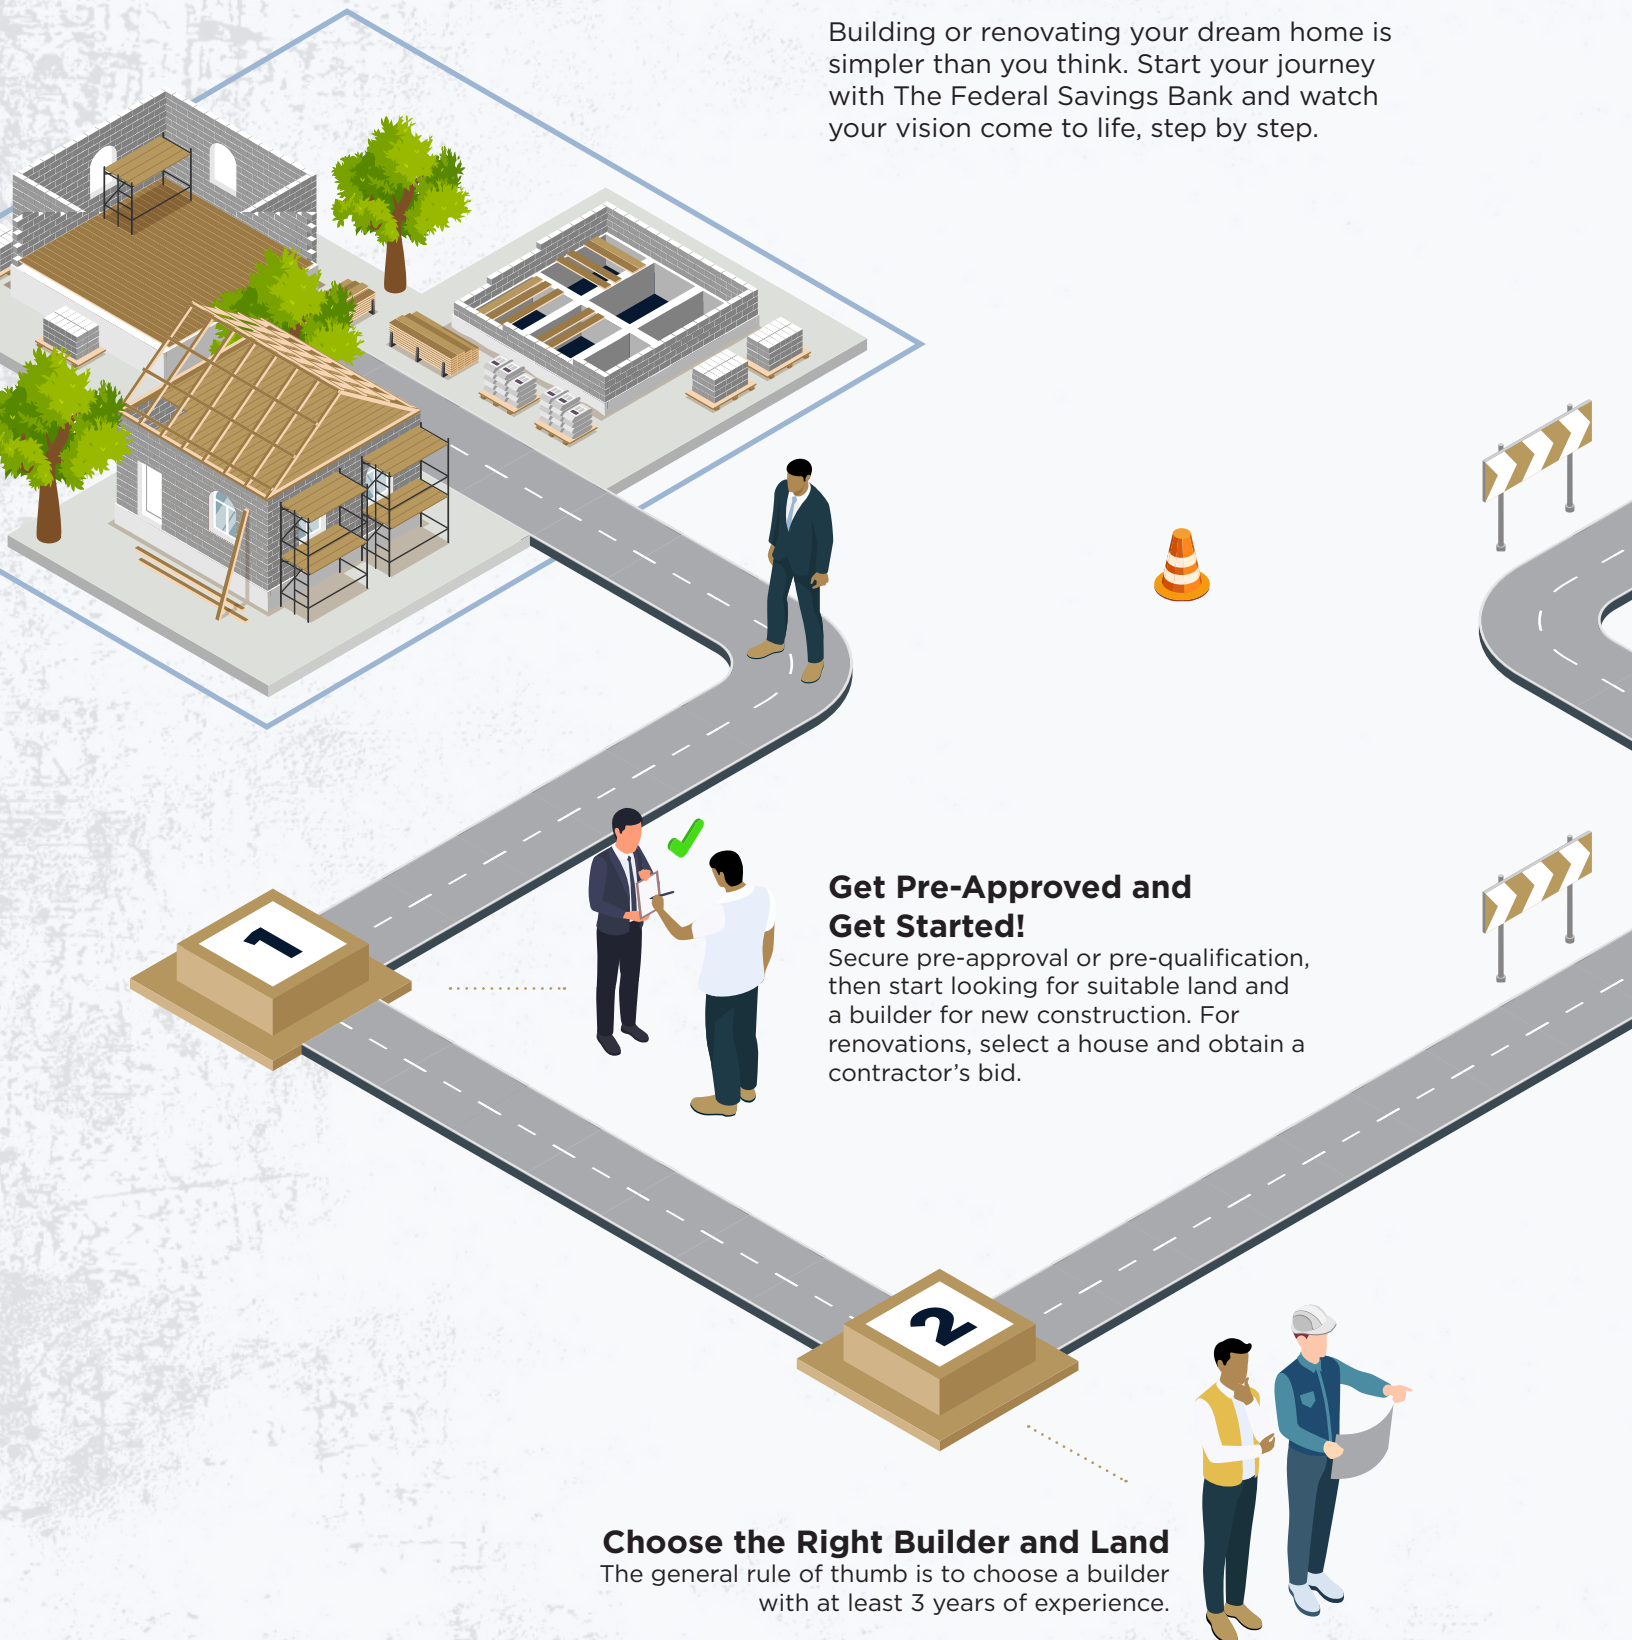 Building or renovating your dream home is
simpler than you think. Start your journey
with The Federal Savings Bank and watch
your vision come to life, step by step.
1
Get Pre-Approved and
Get Started!
Secure pre-approval or pre-qualification,
then start looking for suitable land and
a builder for new construction. For
renovations, select a house and obtain a
contractor’s bid.
2
Choose the Right Builder and Land
The general rule of thumb is to choose a builder
with at least 3 years of experience.